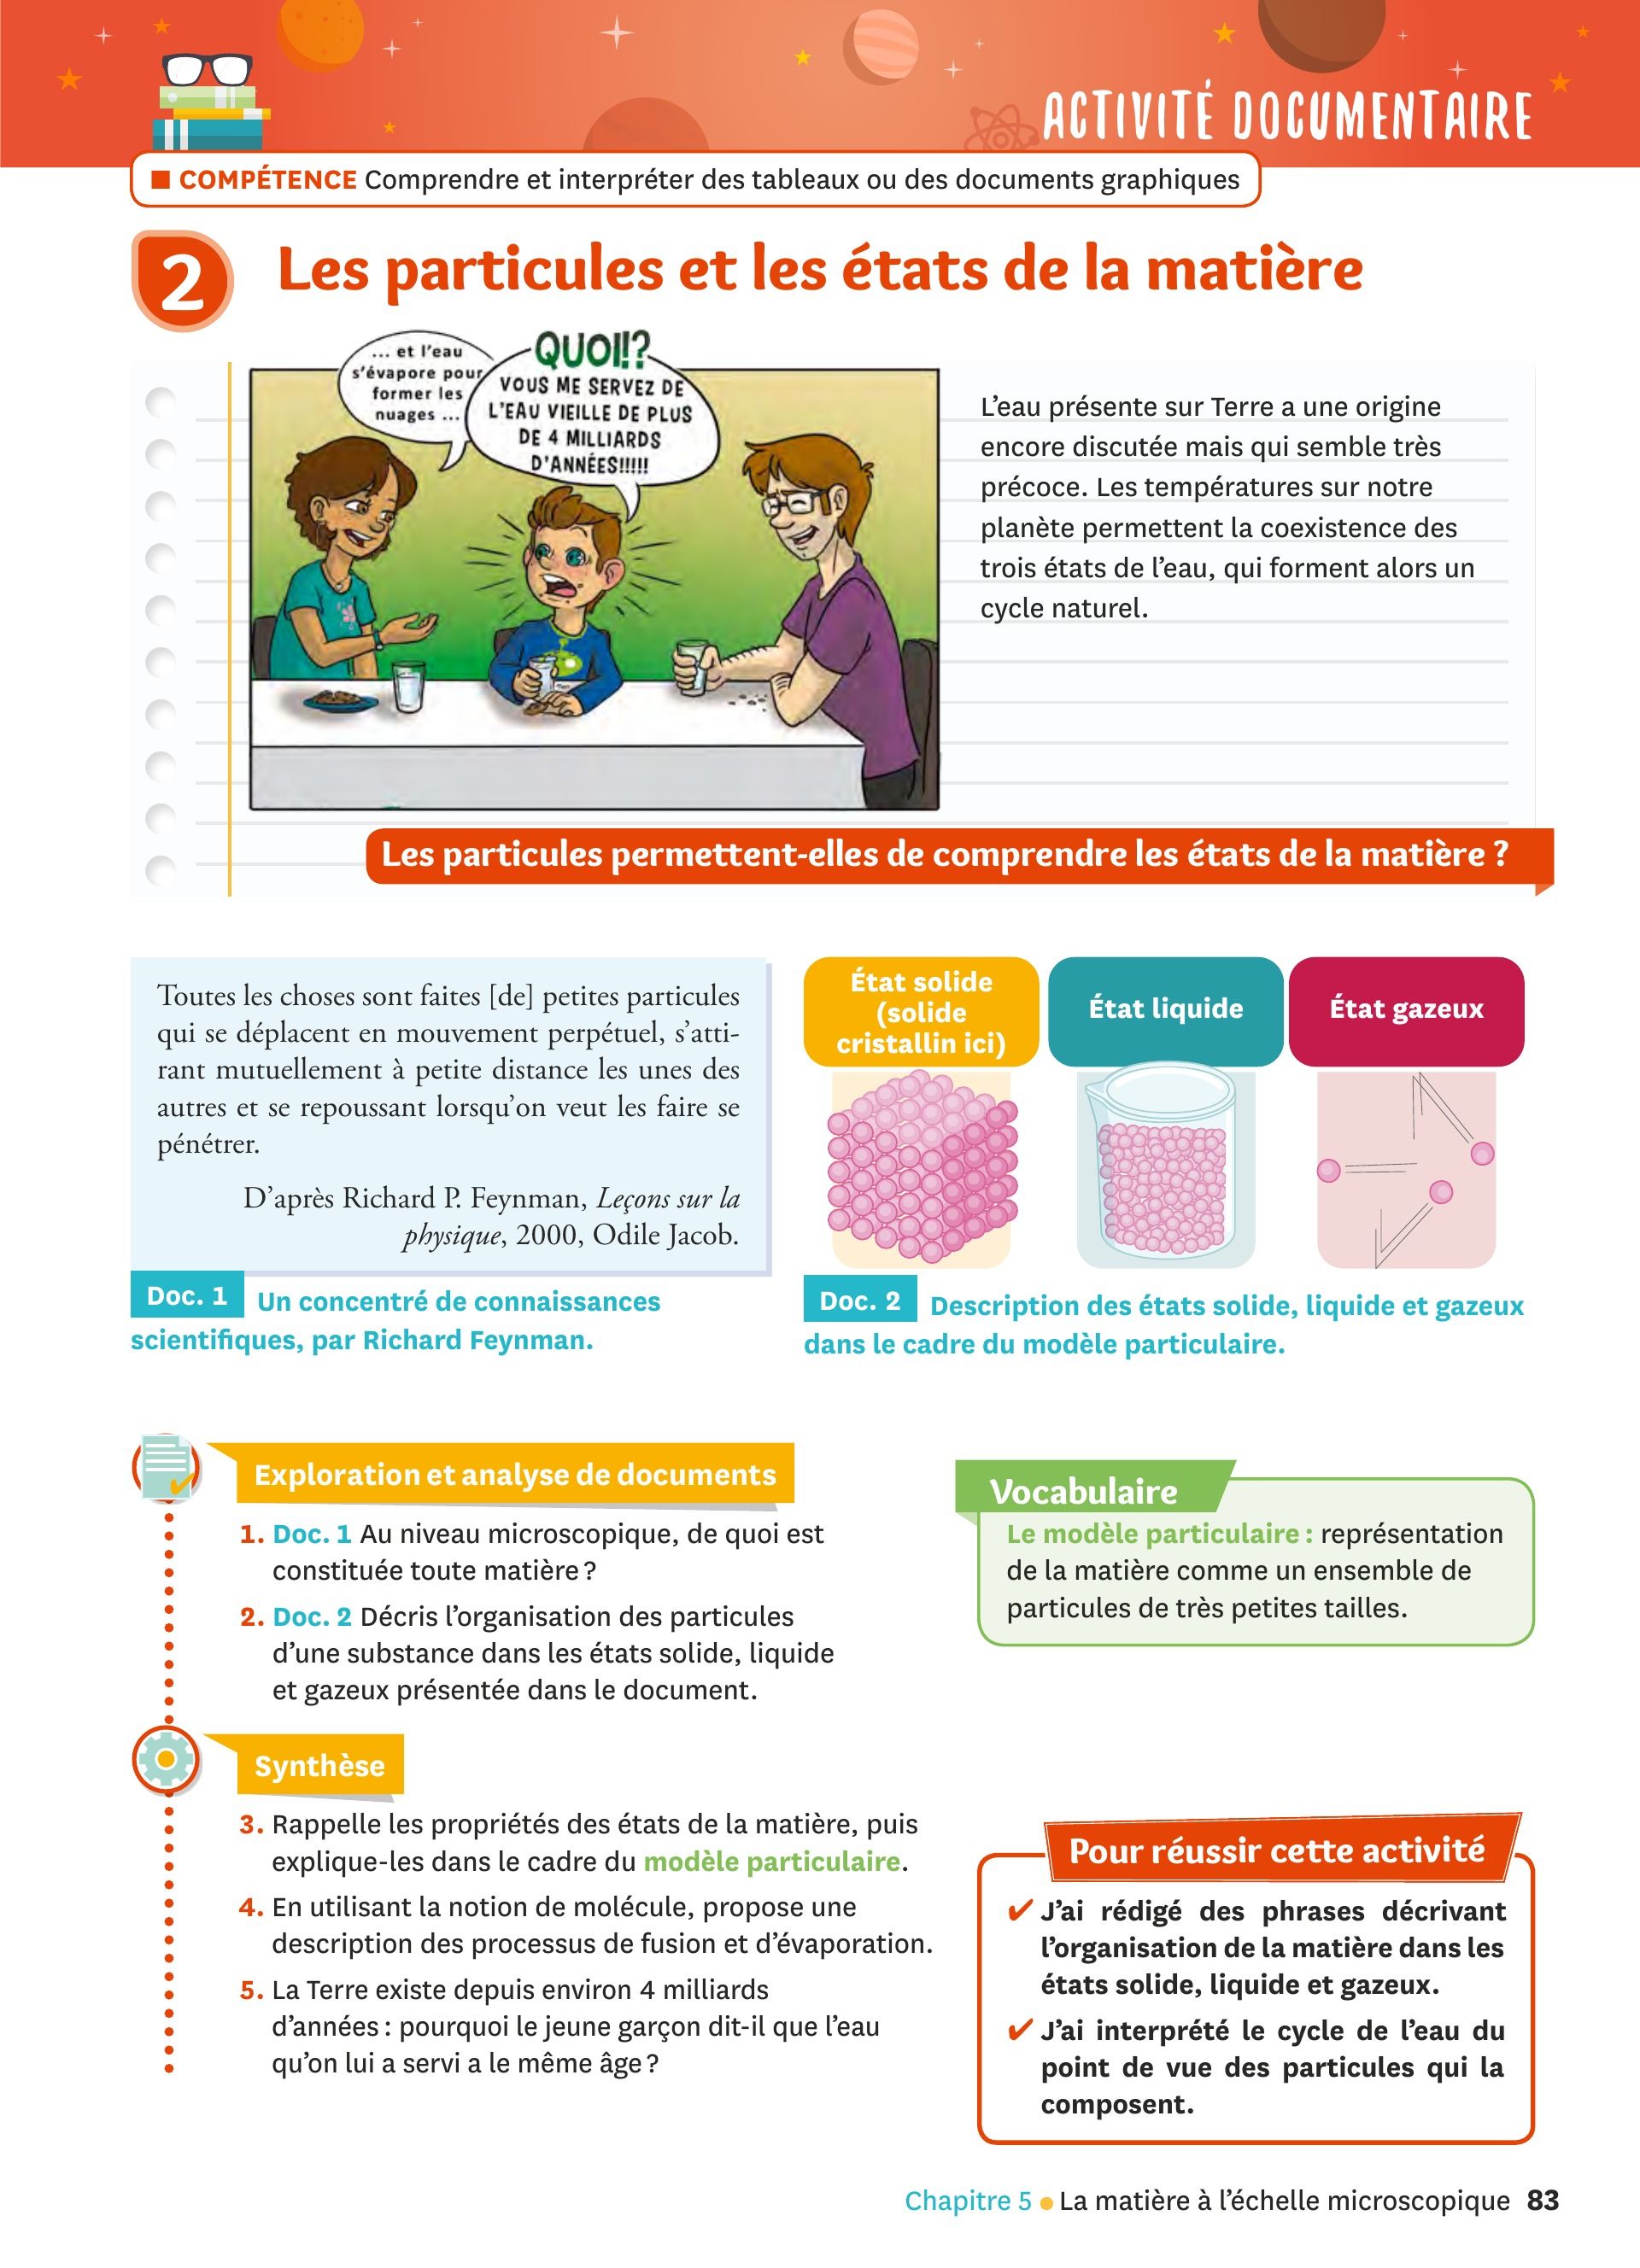 ACTIVITÉ DOCUMENTAIRE
■ COMPÉTENCE Comprendre et interpréter des tableaux ou des documents graphiques
2 Les particules et les états de la matière
... et l'eau
s'évapore pour
former les
nuages ...
QUOI!!?
VOUS ME SERVEZ DE
L'EAU VIEILLE DE PLUS
DE 4 MILLIARDS
D'ANNÉES!!!!!
L'eau présente sur Terre a une origine
encore discutée mais qui semble très
précoce. Les températures sur notre
planète permettent la coexistence des
trois états de l'eau, qui forment alors un
cycle naturel.
Les particules permettent-elles de comprendre les états de la matière ?
Toutes les choses sont faites [de] petites particules
qui se déplacent en mouvement perpétuel, s'atti-
rant mutuellement à petite distance les unes des
autres et se repoussant lorsqu'on veut les faire se
pénétrer.
D'après Richard P. Feynman, Leçons sur la
physique, 2000, Odile Jacob.
Doc. 1 Un concentré de connaissances
scientifiques, par Richard Feynman.
État solide
(solide
cristallin ici)
État liquide
État gazeux
Doc. 2 Description des états solide, liquide et gazeux
dans le cadre du modèle particulaire.
Exploration et analyse de documents
1. Doc. 1 Au niveau microscopique, de quoi est
constituée toute matière ?
2. Doc. 2 Décris l'organisation des particules
d'une substance dans les états solide, liquide
et gazeux présentée dans le document.
Vocabulaire
Le modèle particulaire : représentation
de la matière comme un ensemble de
particules de très petites tailles.
Synthèse
3. Rappelle les propriétés des états de la matière, puis
explique-les dans le cadre du modèle particulaire.
4. En utilisant la notion de molécule, propose une
description des processus de fusion et d'évaporation.
5. La Terre existe depuis environ 4 milliards
d'années : pourquoi le jeune garçon dit-il que l'eau
qu'on lui a servi a le même âge ?
Pour réussir cette activité
✔ J'ai rédigé des phrases décrivant
l'organisation de la matière dans les
états solide, liquide et gazeux.
✔ J'ai interprété le cycle de l'eau du
point de vue des particules qui la
composent.
Chapitre 5 ● La matière à l'échelle microscopique 83